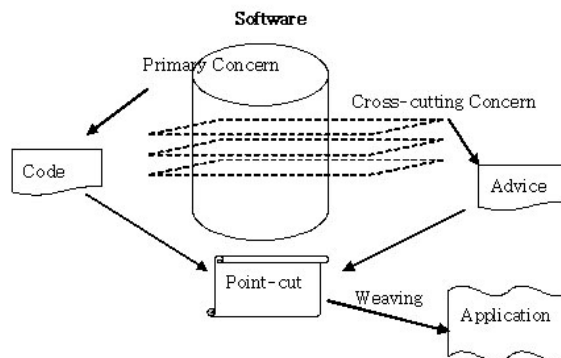 Software
Primary Concern
Cross-cutting Concern
Code
Advice
Point-cut
Weaving
Application